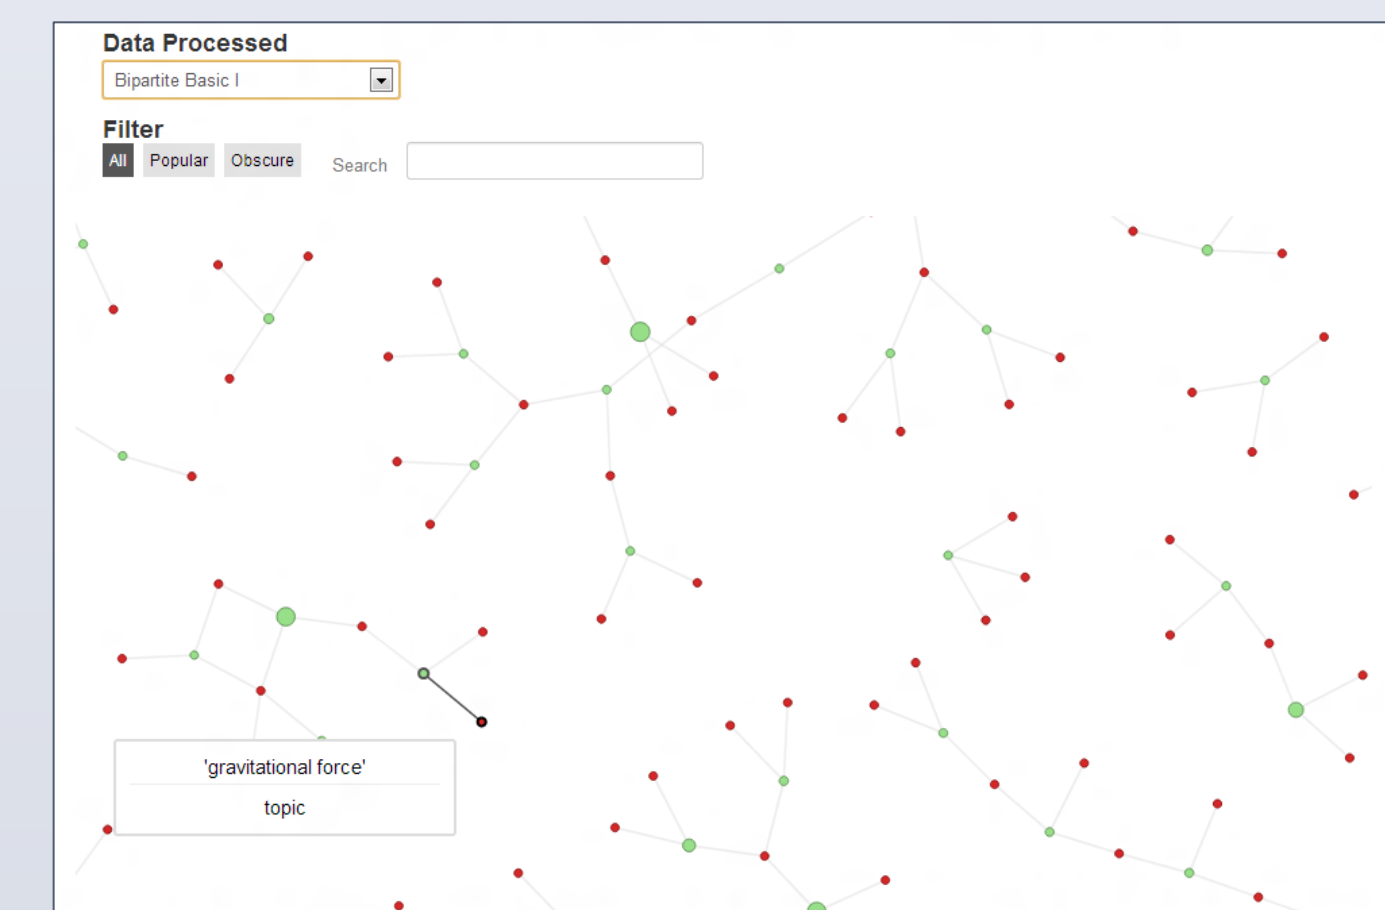 Data Processed
Bipartite Basic I
Filter
All Popular Obscure Search
'gravitational force'
topic